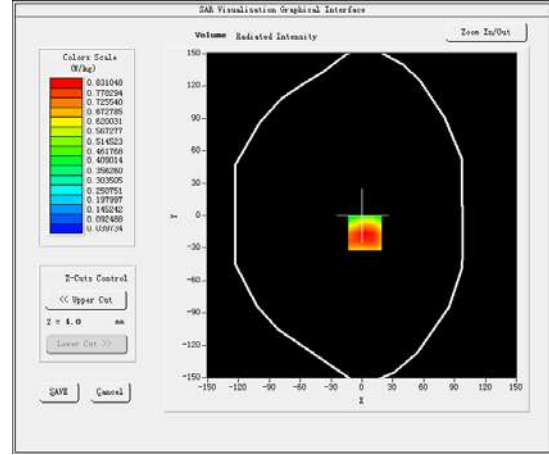 SAR Visualisation Graphical Interface
Zoom In/Out
Volume Radiated Intensity
Colors Scale
(W/kg)
0.831048
0.778294
0.725540
0.672785
0.620031
0.567277
0.514523
0.461768
0.409014
0.356260
0.303505
0.250751
0.197997
0.145242
0.092488
0.039734
Z-Cuts Control
<< Upper Cut
Z = 4.0 mm
Lower Cut >>
SAVE
Cancel
150
120
90
60
30
0
-30
-60
-90
-120
-150
Y
-150 -120 -90 -60 -30 0 30 60 90 120 150
X